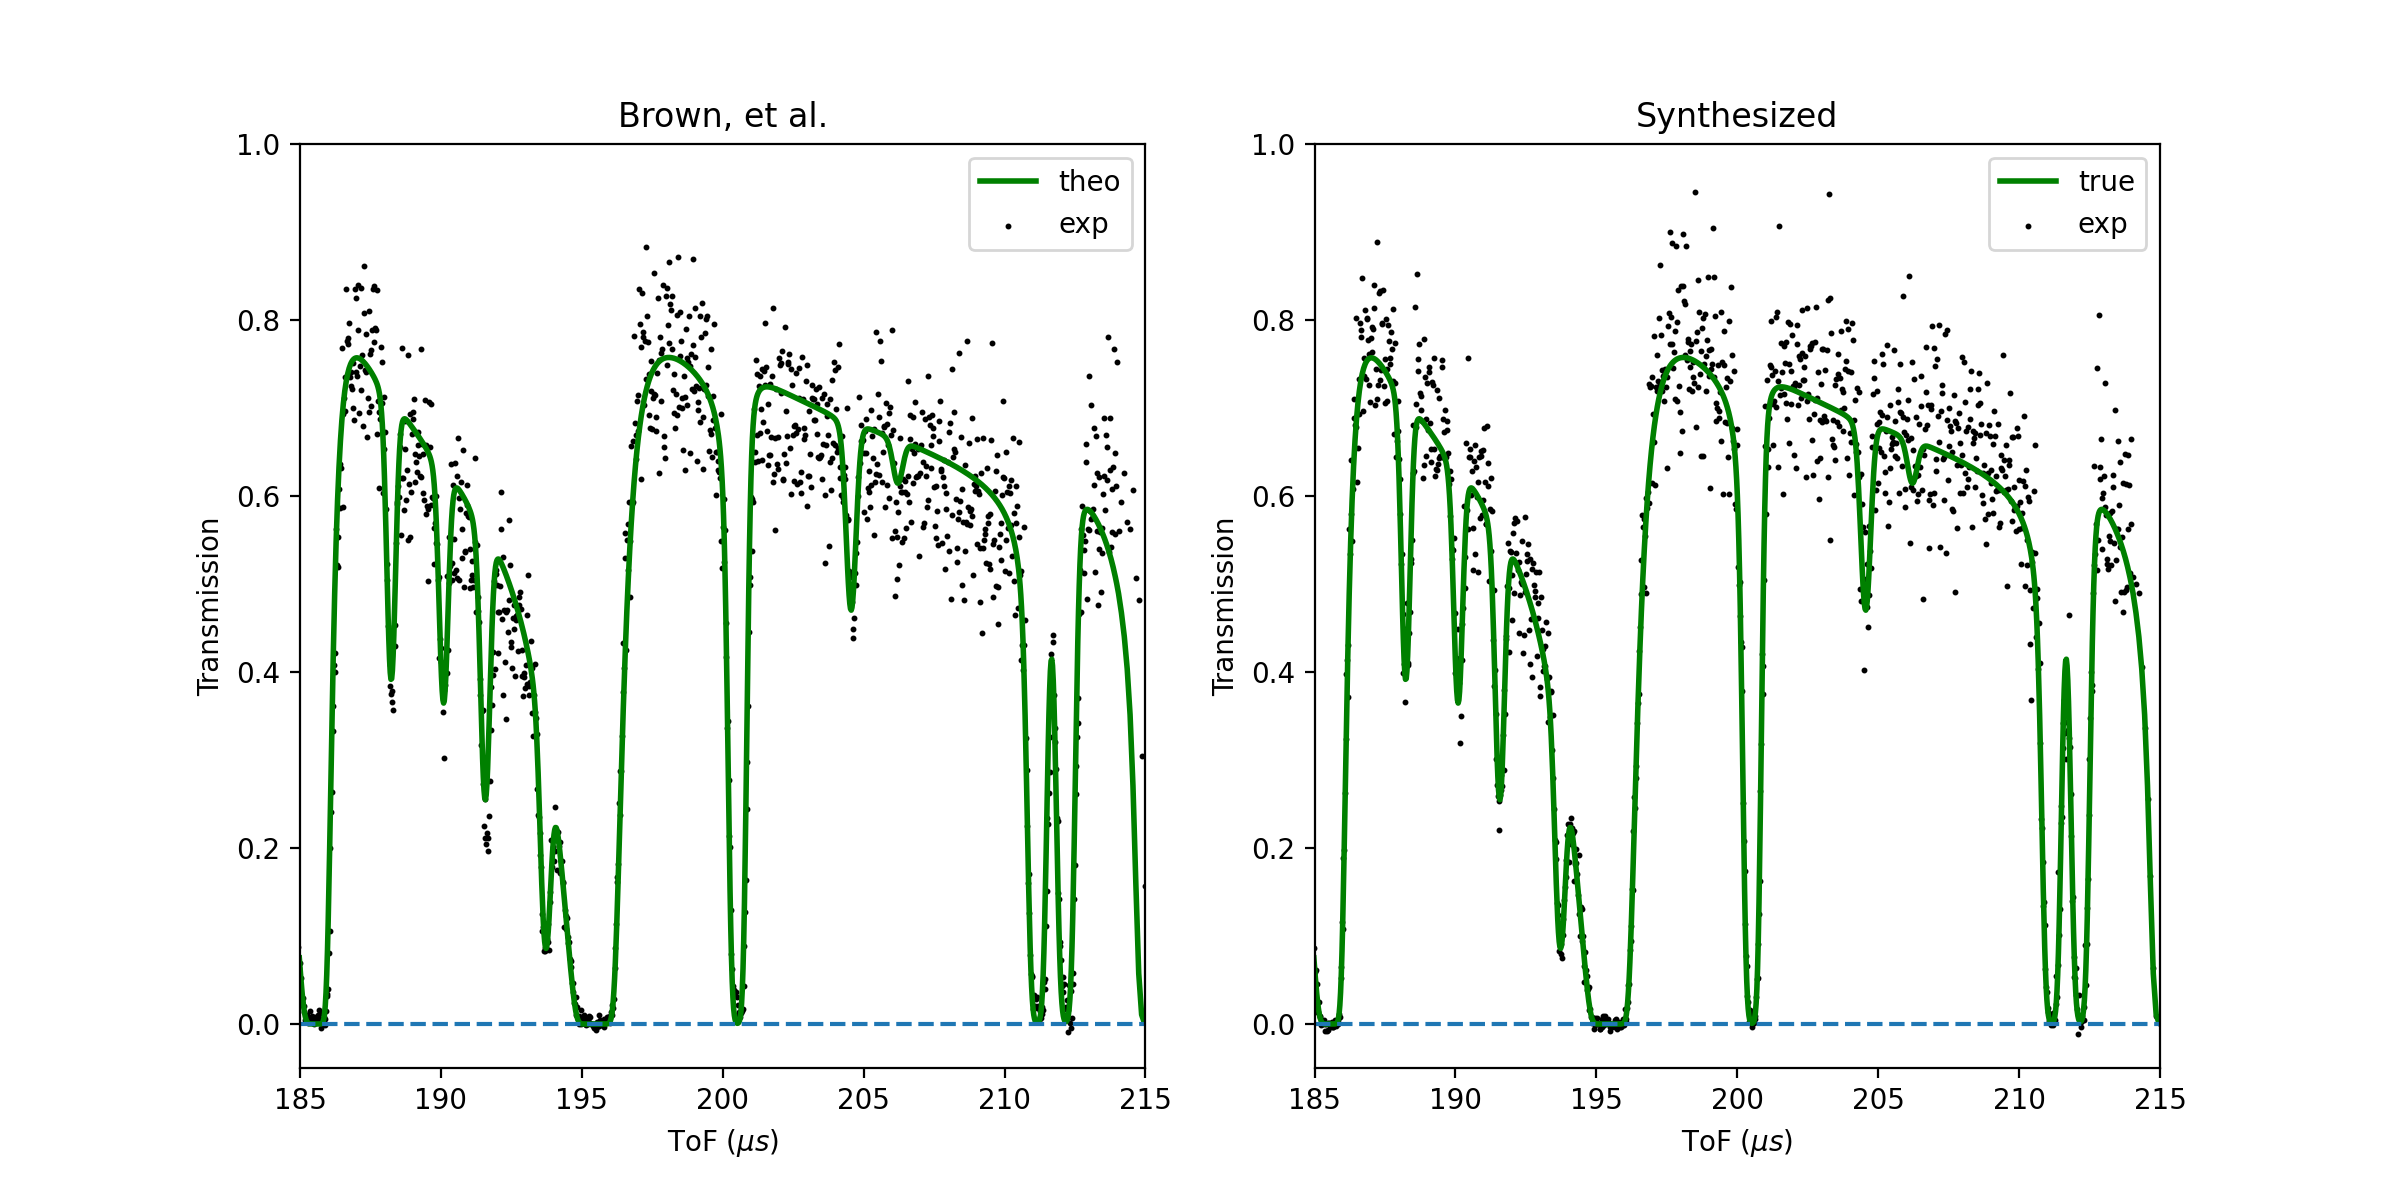 Brown, et al.
1.0
0.8
0.6
0.4
0.2
0.0
Transmission
theo
exp
185 190 195 200 205 210 215
ToF (μs)
Synthesized
1.0
0.8
0.6
0.4
0.2
0.0
Transmission
true
exp
185 190 195 200 205 210 215
ToF (μs)